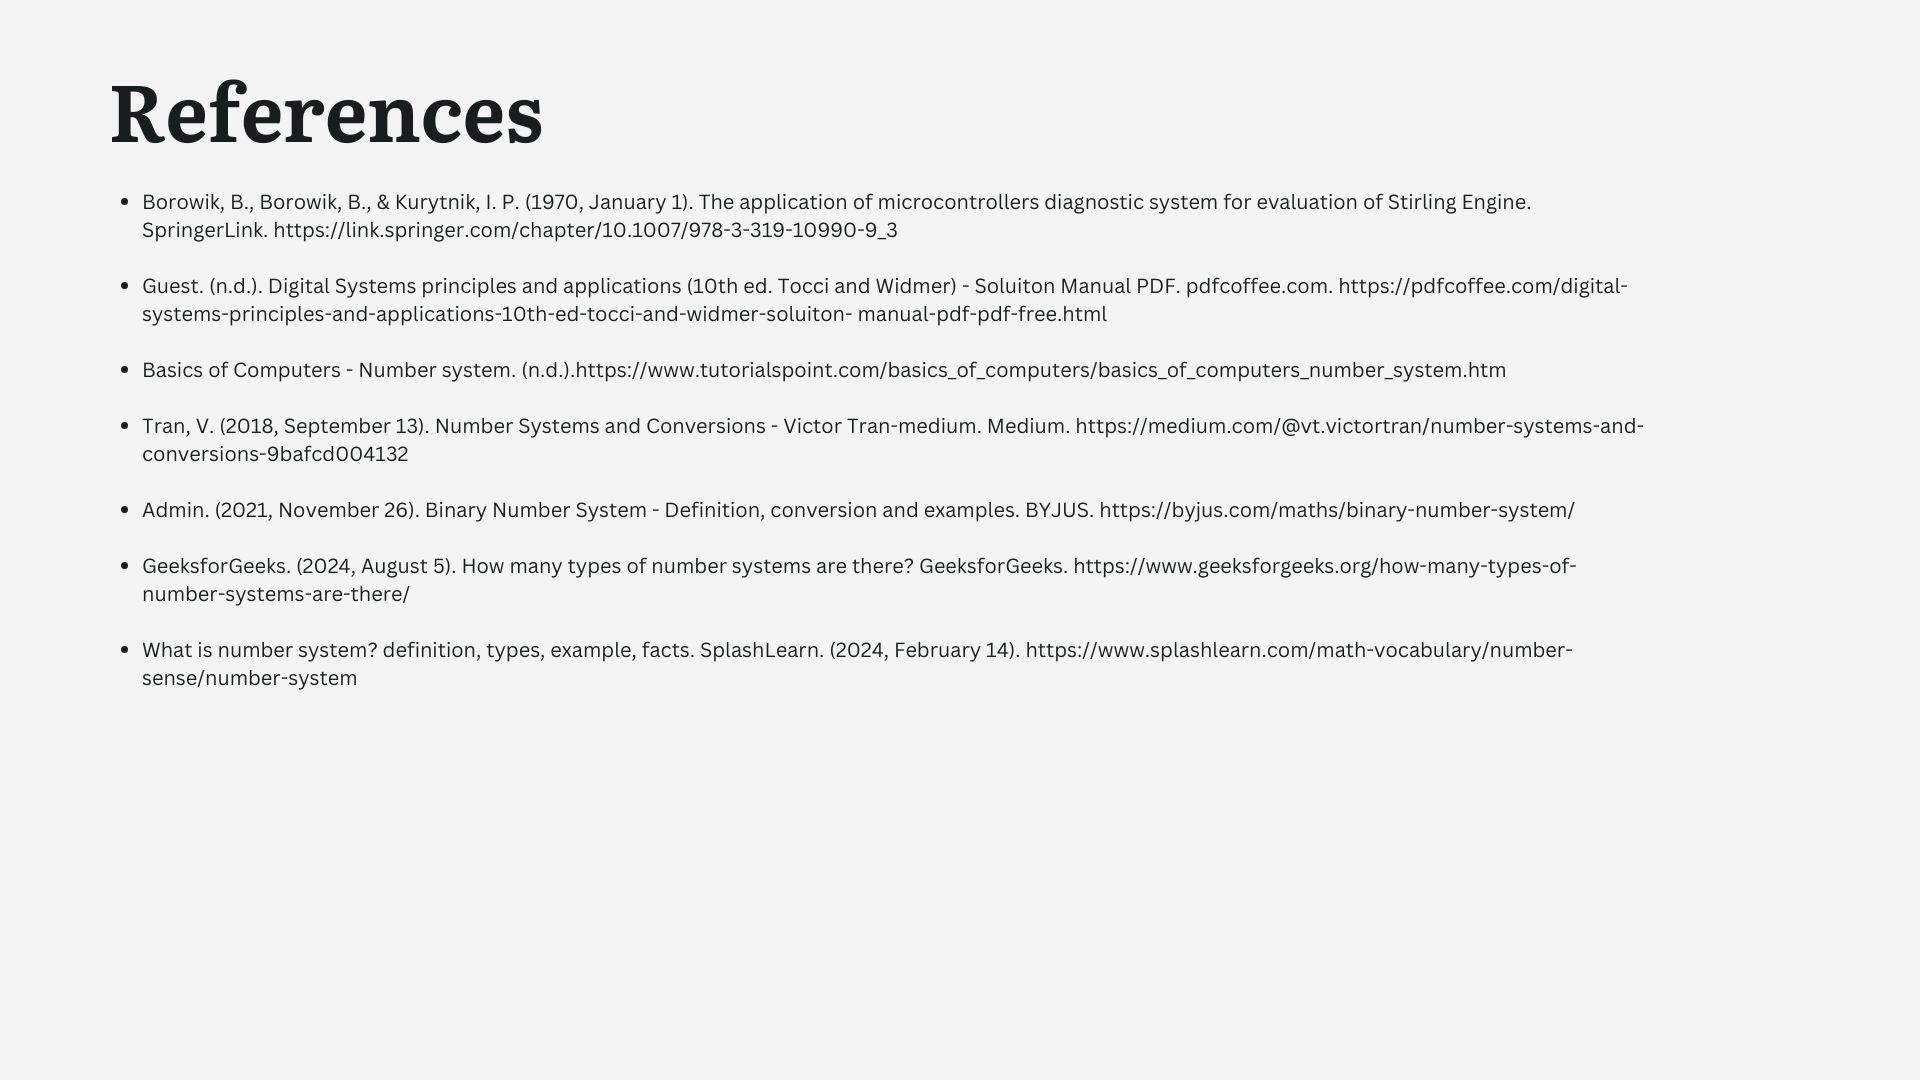 References
• Borowik, B., Borowik, B., & Kurytnik, I. P. (1970, January 1). The application of microcontrollers diagnostic system for evaluation of Stirling Engine.
SpringerLink. https://link.springer.com/chapter/10.1007/978-3-319-10990-9_3
• Guest. (n.d.). Digital Systems principles and applications (10th ed. Tocci and Widmer) - Soluiton Manual PDF. pdfcoffee.com. https://pdfcoffee.com/digital-
systems-principles-and-applications-10th-ed-tocci-and-widmer-soluiton- manual-pdf-pdf-free.html
• Basics of Computers - Number system. (n.d.).https://www.tutorialspoint.com/basics_of_computers/basics_of_computers_number_system.htm
• Tran, V. (2018, September 13). Number Systems and Conversions - Victor Tran-medium. Medium. https://medium.com/@vt.victortran/number-systems-and-
conversions-9bafcd004132
• Admin. (2021, November 26). Binary Number System - Definition, conversion and examples. BYJUS. https://byjus.com/maths/binary-number-system/
• GeeksforGeeks. (2024, August 5). How many types of number systems are there? GeeksforGeeks. https://www.geeksforgeeks.org/how-many-types-of-
number-systems-are-there/
• What is number system? definition, types, example, facts. SplashLearn. (2024, February 14). https://www.splashlearn.com/math-vocabulary/number-
sense/number-system